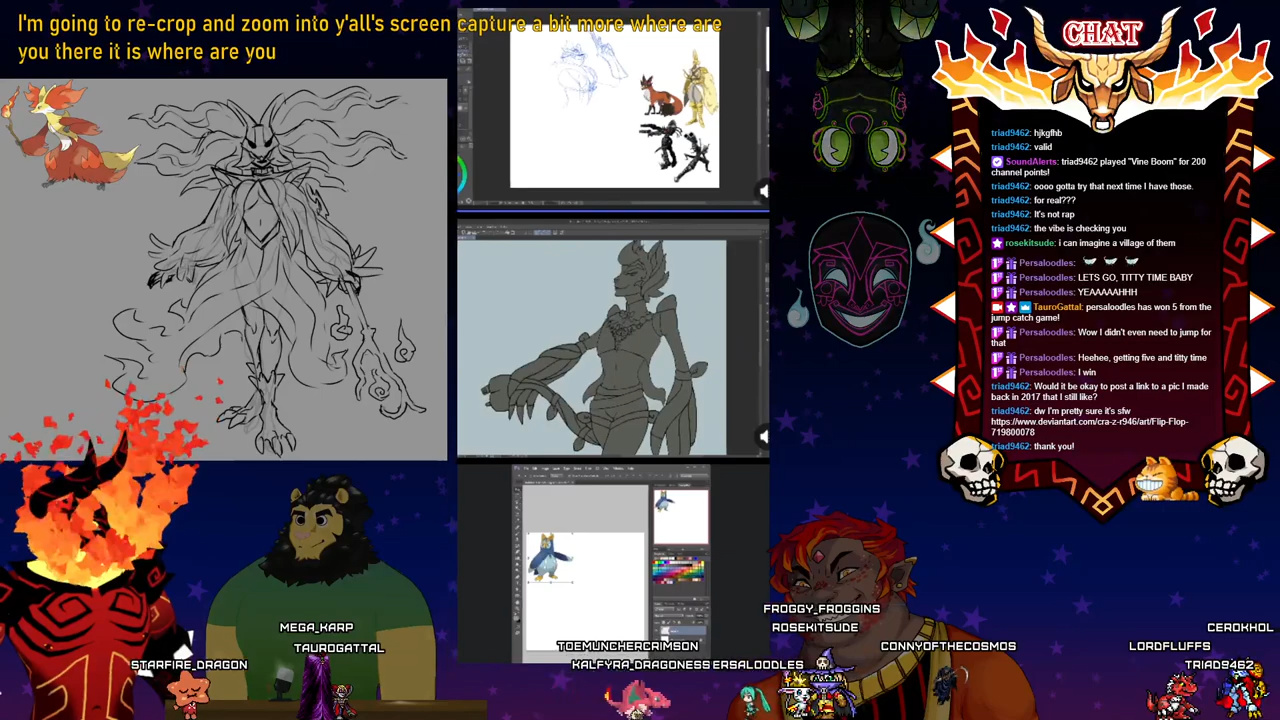 I'm going to re-crop and zoom into y'all's screen capture a bit more where are
you there it is where are you
CHAT
triad9462: hjkgfhb
triad9462: valid
SoundAlerts: triad9462 played "Vine Boom" for 200
channel points!
triad9462: oooo gotta try that next time I have those.
triad9462: for real???
triad9462: It's not rap
triad9462: the vibe is checking you
rosekitsude: i can imagine a village of them
Persaloodles:
Persaloodles: LETS GO, TITTY TIME BABY
Persaloodles: YEAAAAAHHH
TauroGattal: persaloodles has won 5 from the
jump catch game!
Persaloodles: Wow I didn't even need to jump for
that
Persaloodles: Heehee, getting five and titty time
Persaloodles: I win
triad9462: Would it be okay to post a link to a pic I made
back in 2017 that I still like?
triad9462: dw I'm pretty sure it's sfw
https://www.deviantart.com/cra-z-r946/art/Flip-Flop-
719800078
triad9462: thank you!
FROGGY_FROGGINS
MEGA_KARP
ROSEKITSUDE
CEROKHOL
TAUROGATTAL
TOEMUNCHERCRIMSON
CONNYOFTHECOSMOS
LORDFLUFFS
STARFIRE_DRAGON
KALFYRA_DRAGONESS
ERSALOODLES
TRIAD9462